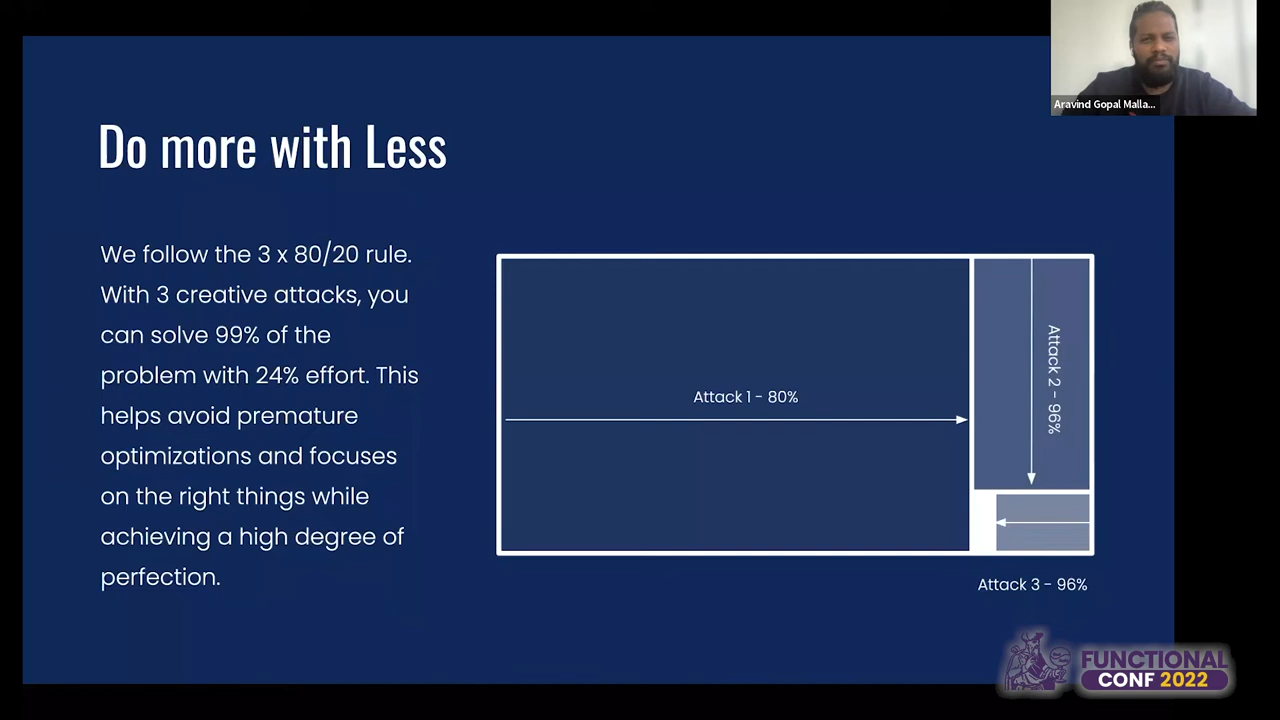 Aravind Gopal Malla...
Do more with Less
We follow the 3 x 80/20 rule.
With 3 creative attacks, you
can solve 99% of the
problem with 24% effort. This
helps avoid premature
optimizations and focuses
on the right things while
achieving a high degree of
perfection.
Attack 1 - 80%
Attack 2 - 96%
Attack 3 - 96%
FUNCTIONAL
CONF 2022